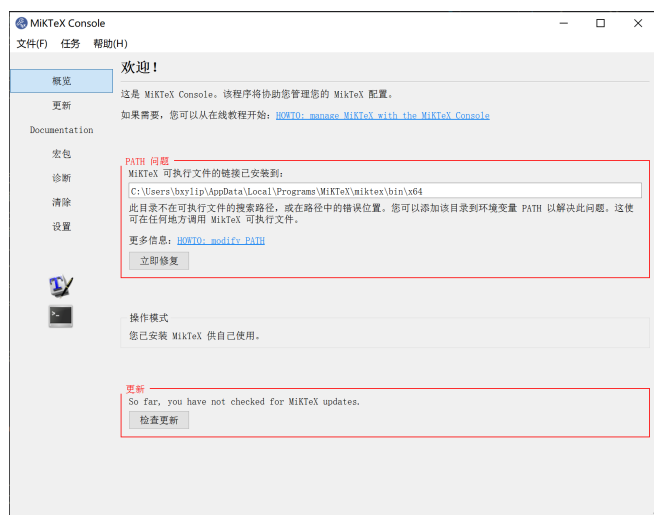 MiKTeX Console
文件(F) 任务 帮助(H)
概览
更新
Documentation
宏包
诊断
清除
设置
欢迎！
这是 MiKTeX Console。该程序将协助您管理您的 MikTeX 配置。
如果需要，您可以从在线教程开始: HOWTO: manage MiKTeX with the MiKTeX Console
PATH 问题
MiKTeX 可执行文件的链接已安装到:
C:\Users\bxylip\AppData\Local\Programs\MiKTeX\miktex\bin\x64
此目录不在可执行文件的搜索路径，或在路径中的错误位置。您可以添加该目录到环境变量 PATH 以解决此问题。这使
可在任何地方调用 MikTeX 可执行文件。
更多信息: HOWTO: modify PATH
立即修复
操作模式
您已安装 MikTeX 供自己使用。
更新
So far, you have not checked for MiKTeX updates.
检查更新